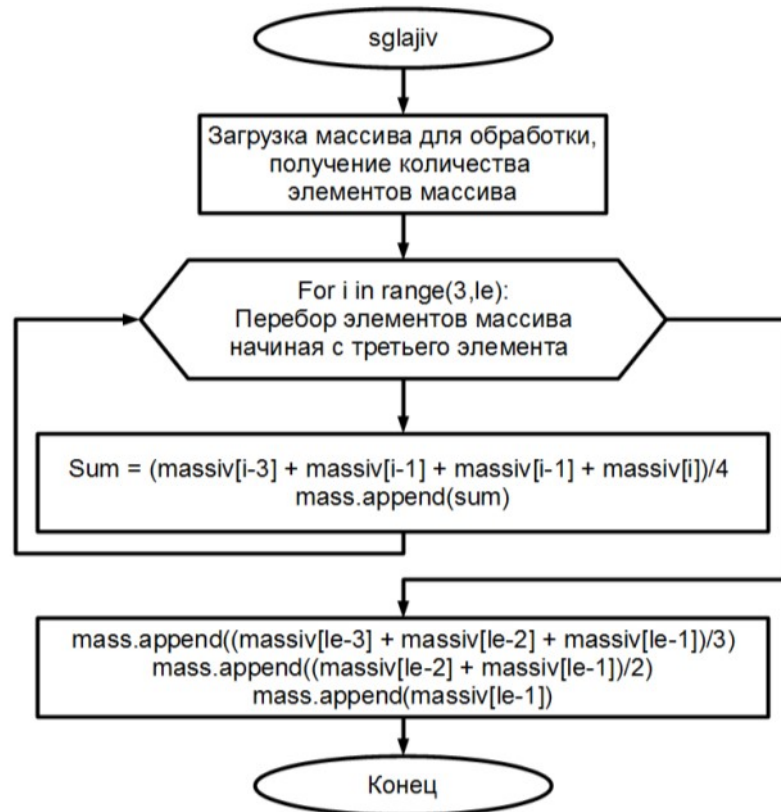 sglajiv
Загрузка массива для обработки,
получение количества
элементов массива
For i in range(3,le):
Перебор элементов массива
начиная с третьего элемента
Sum = (massiv[i-3] + massiv[i-1] + massiv[i-1] + massiv[i])/4
mass.append(sum)
mass.append((massiv[le-3] + massiv[le-2] + massiv[le-1])/3)
mass.append((massiv[le-2] + massiv[le-1])/2)
mass.append(massiv[le-1])
Конец